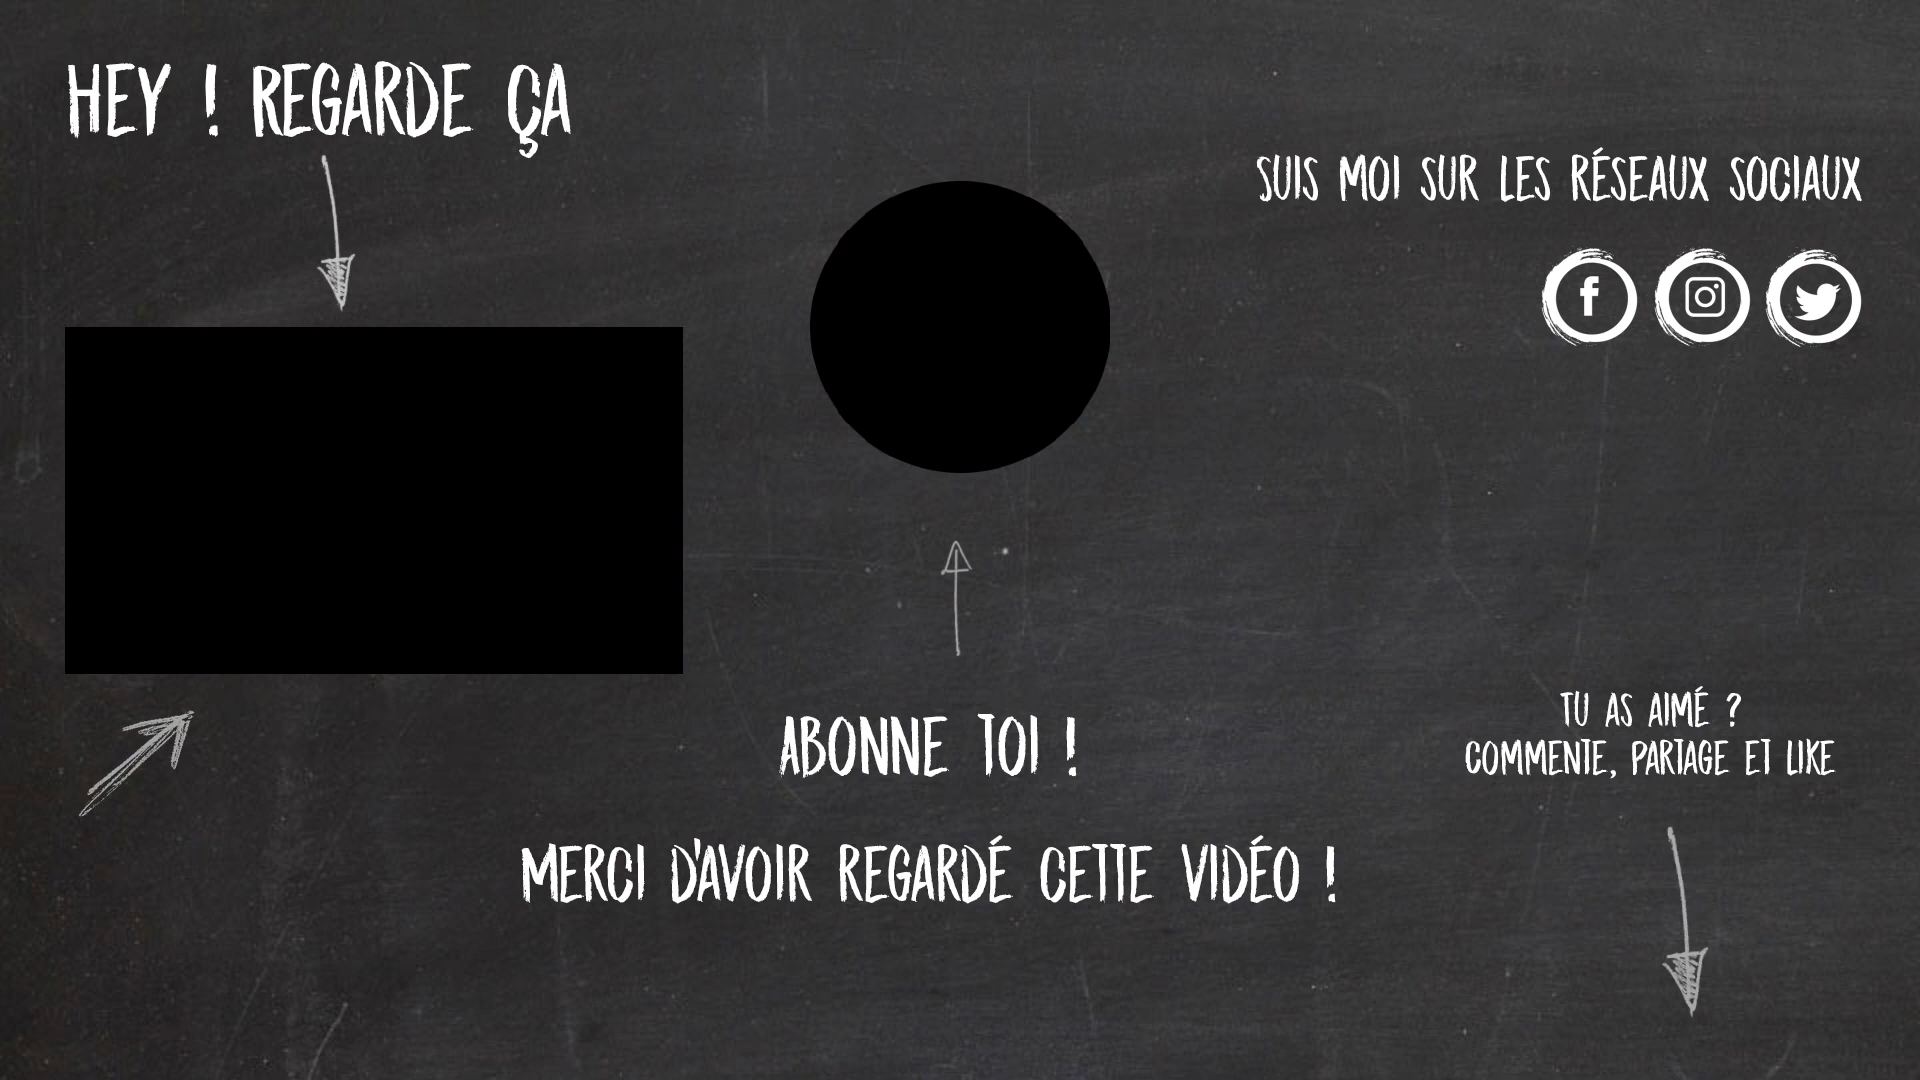 HEY ! REGARDE ÇA
SUIS MOI SUR LES RÉSEAUX SOCIAUX
TU AS AIMÉ ?
COMMENTE, PARTAGE ET LIKE
ABONNE TOI !
MERCI D'AVOIR REGARDÉ CETTE VIDÉO !